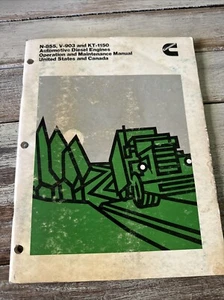 N-855, V-903 and KT-1150
Automotive Diesel Engines
Operation and Maintenance Manual
United States and Canada